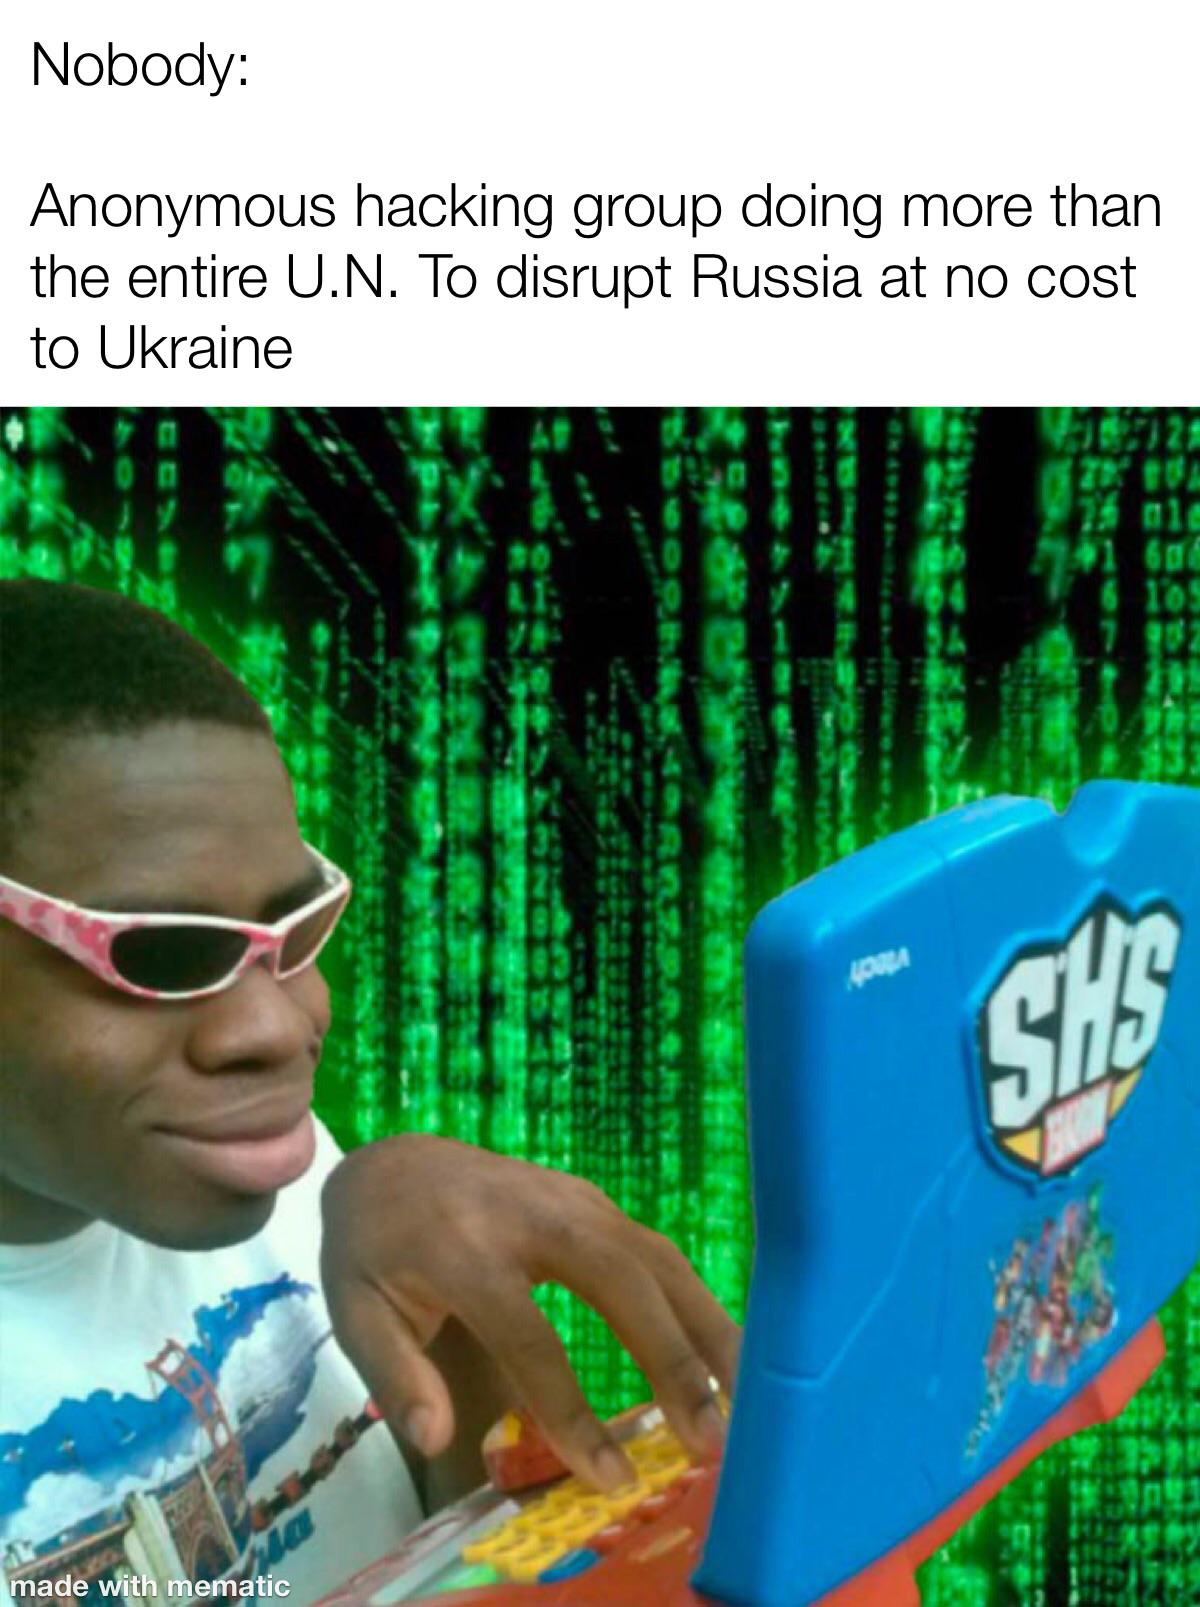 Nobody:
Anonymous hacking group doing more than
the entire U.N. To disrupt Russia at no cost
to Ukraine
vtech
SHS
made with mematic